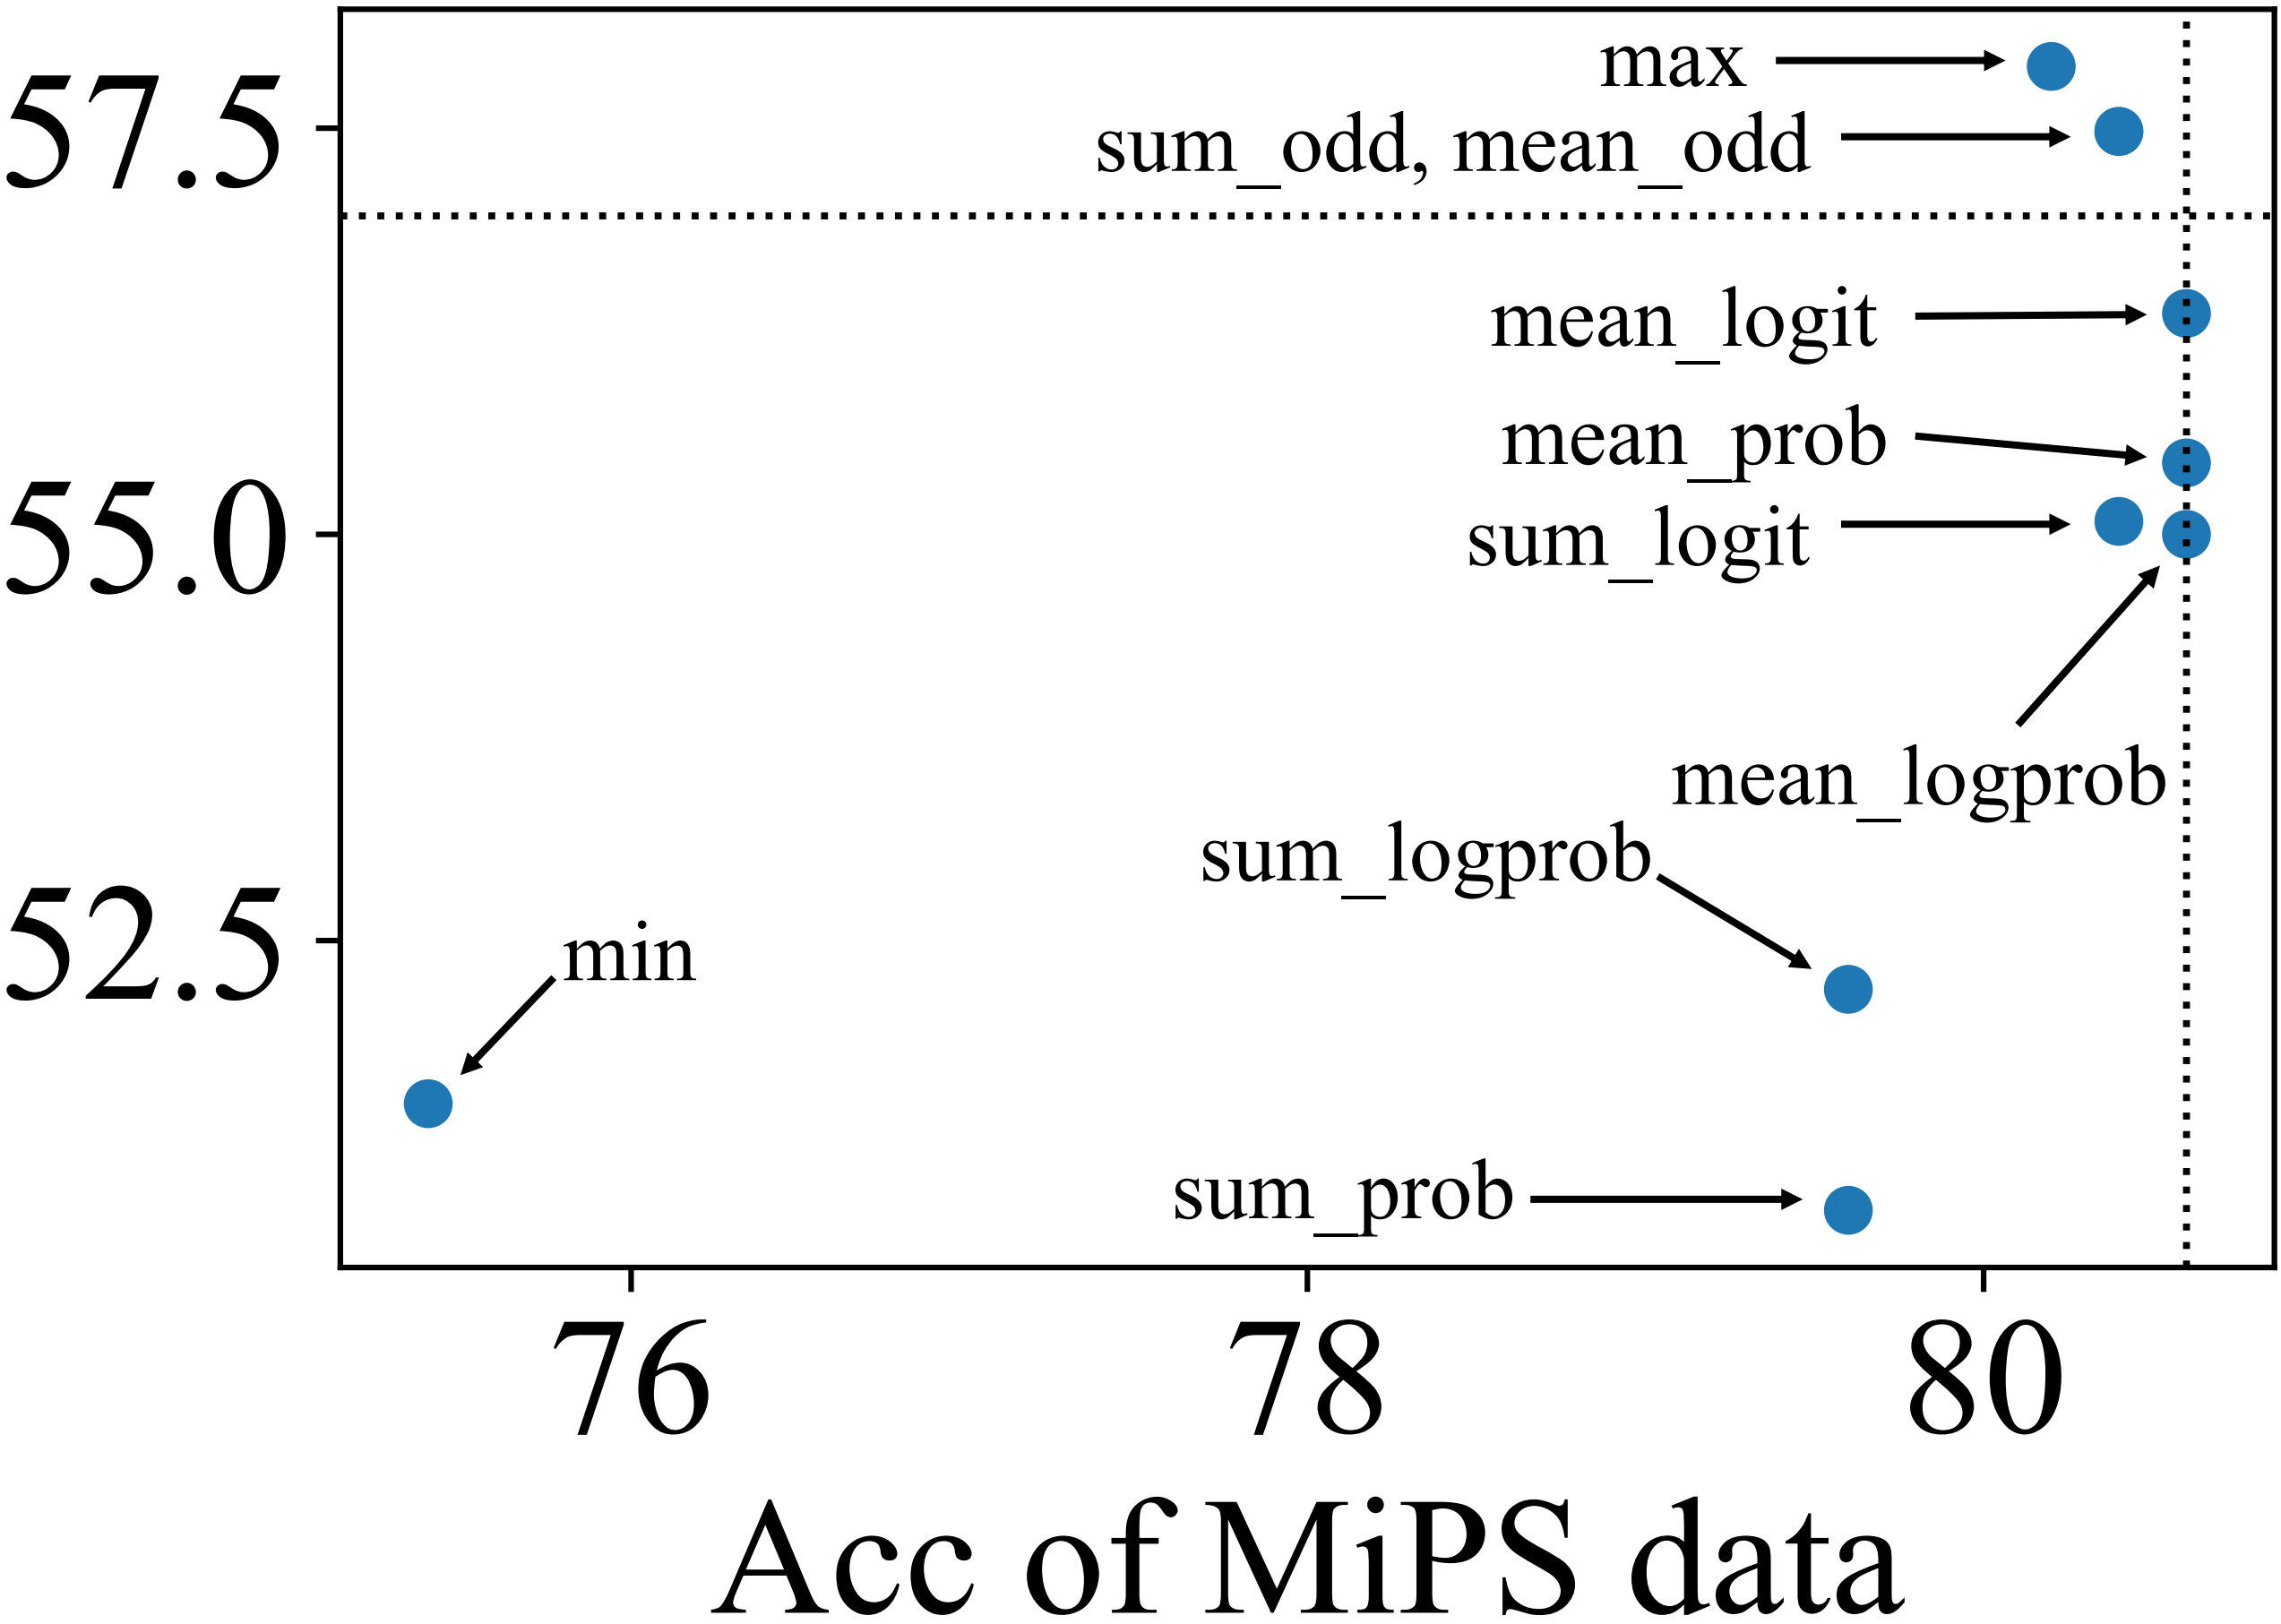 57.5
55.0
52.5
max
sum_odd, mean_odd
mean_logit
mean_prob
sum_logit
mean_logprob
sum_logprob
min
sum_prob
76 78 80
Acc of MiPS data